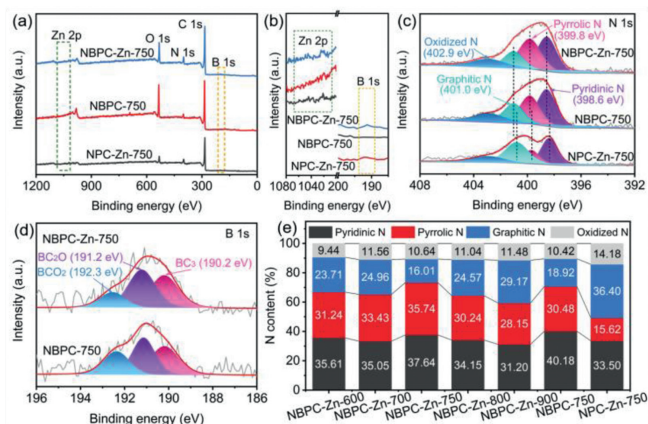 (a)
Zn 2p
O 1s
N 1s
C 1s
B 1s
NBPC-Zn-750
NBPC-750
NPC-Zn-750
Intensity (a.u.)
1200 900 600 300 0
Binding energy (eV)
(b)
Zn 2p
B 1s
NBPC-Zn-750
NBPC-750
NPC-Zn-750
Intensity (a.u.)
1080 1040 200 190
Binding energy (eV)
(c)
N 1s
Oxidized N
(402.9 eV)
Pyrrolic N
(399.8 eV)
NBPC-Zn-750
Graphitic N
(401.0 eV)
Pyridinic N
(398.6 eV)
NBPC-750
NPC-Zn-750
Intensity (a.u.)
408 404 400 396 392
Binding energy (eV)
(d)
B 1s
NBPC-Zn-750
BC2O (191.2 eV)
BCO2 (192.3 eV)
BC3 (190.2 eV)
NBPC-750
Intensity (a.u.)
196 194 192 190 188 186
Binding energy (eV)
(e)
Pyridinic N Pyrrolic N Graphitic N Oxidized N
N content (%)
100
80
60
40
20
0
9.44 11.56 10.64 11.04 11.48 10.42 14.18
23.71 24.96 16.01 24.57 29.17 18.92 36.40
31.24 33.43 35.74 30.24 28.15 30.48 15.62
35.61 35.05 37.64 34.15 31.20 40.18 33.50
NBPC-Zn-600 NBPC-Zn-700 NBPC-Zn-750 NBPC-Zn-800 NBPC-Zn-900 NBPC-750 NPC-Zn-750